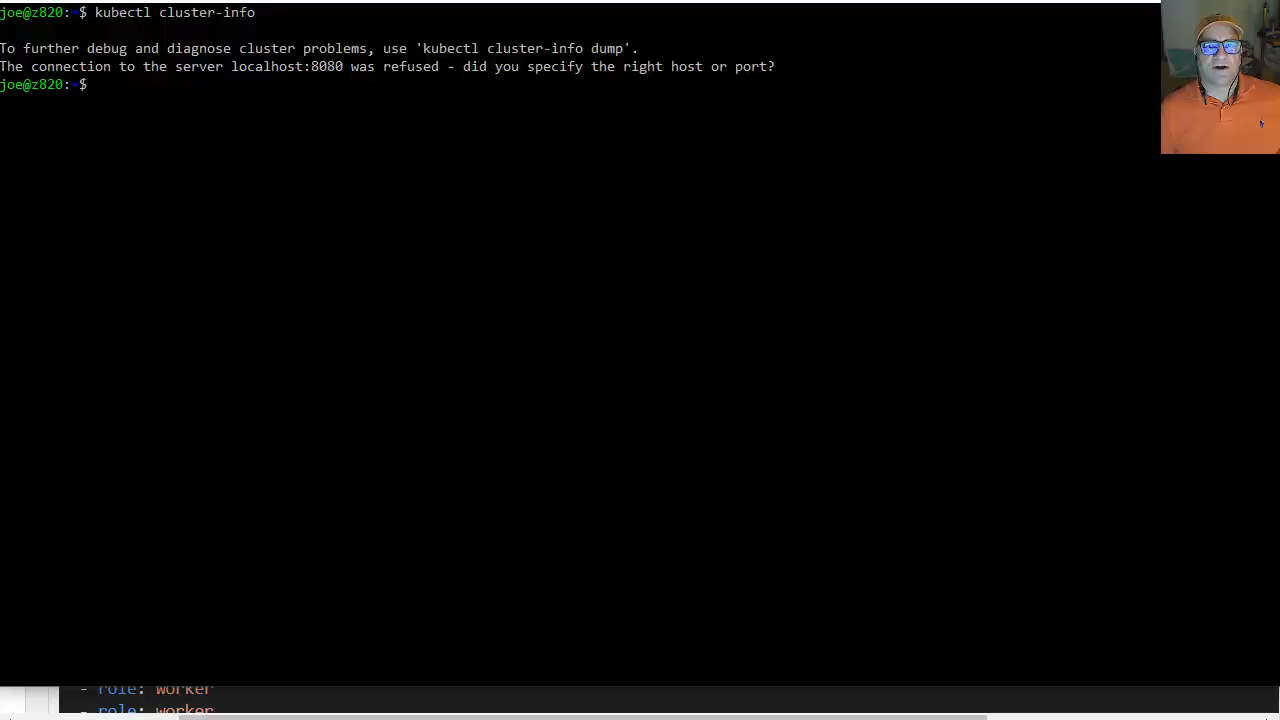 joe@z820:~$ kubectl cluster-info
To further debug and diagnose cluster problems, use 'kubectl cluster-info dump'.
The connection to the server localhost:8080 was refused - did you specify the right host or port?
joe@z820:~$
- role: worker
- role: worker